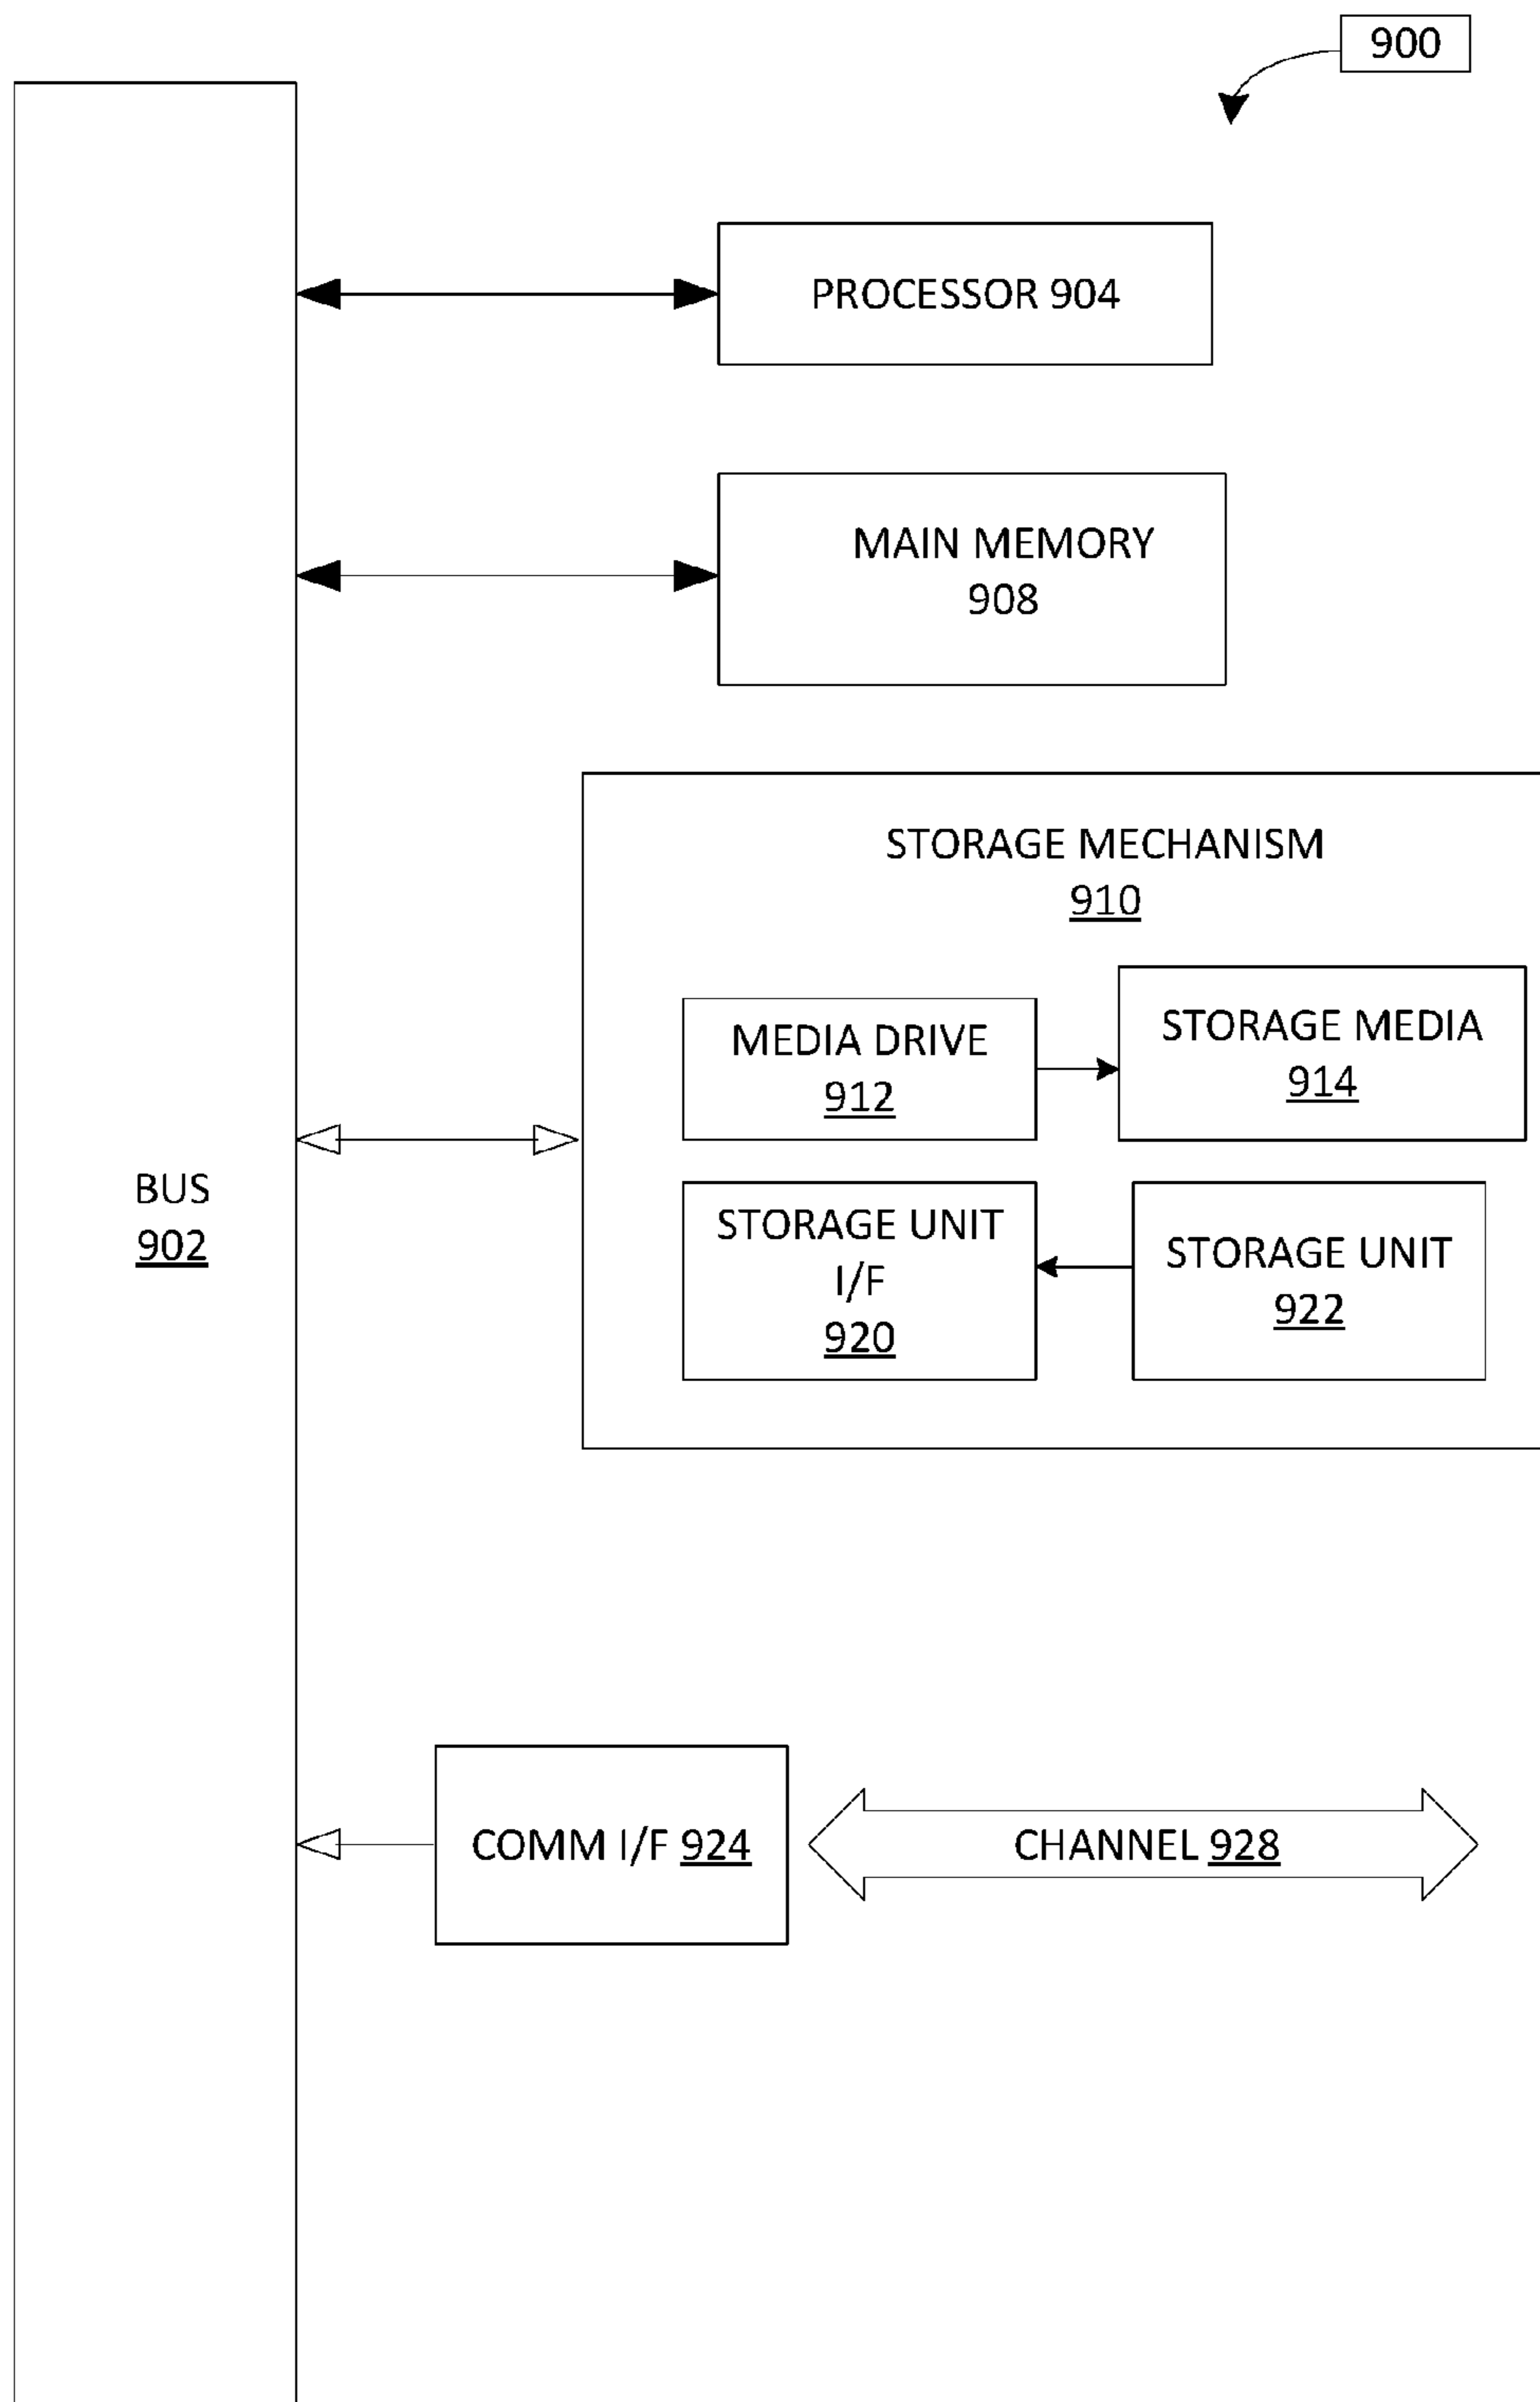 900
PROCESSOR 904
MAIN MEMORY
908
STORAGE MECHANISM
910
MEDIA DRIVE
912
STORAGE MEDIA
914
BUS
902
STORAGE UNIT
I/F
920
STORAGE UNIT
922
COMM I/F 924
CHANNEL 928